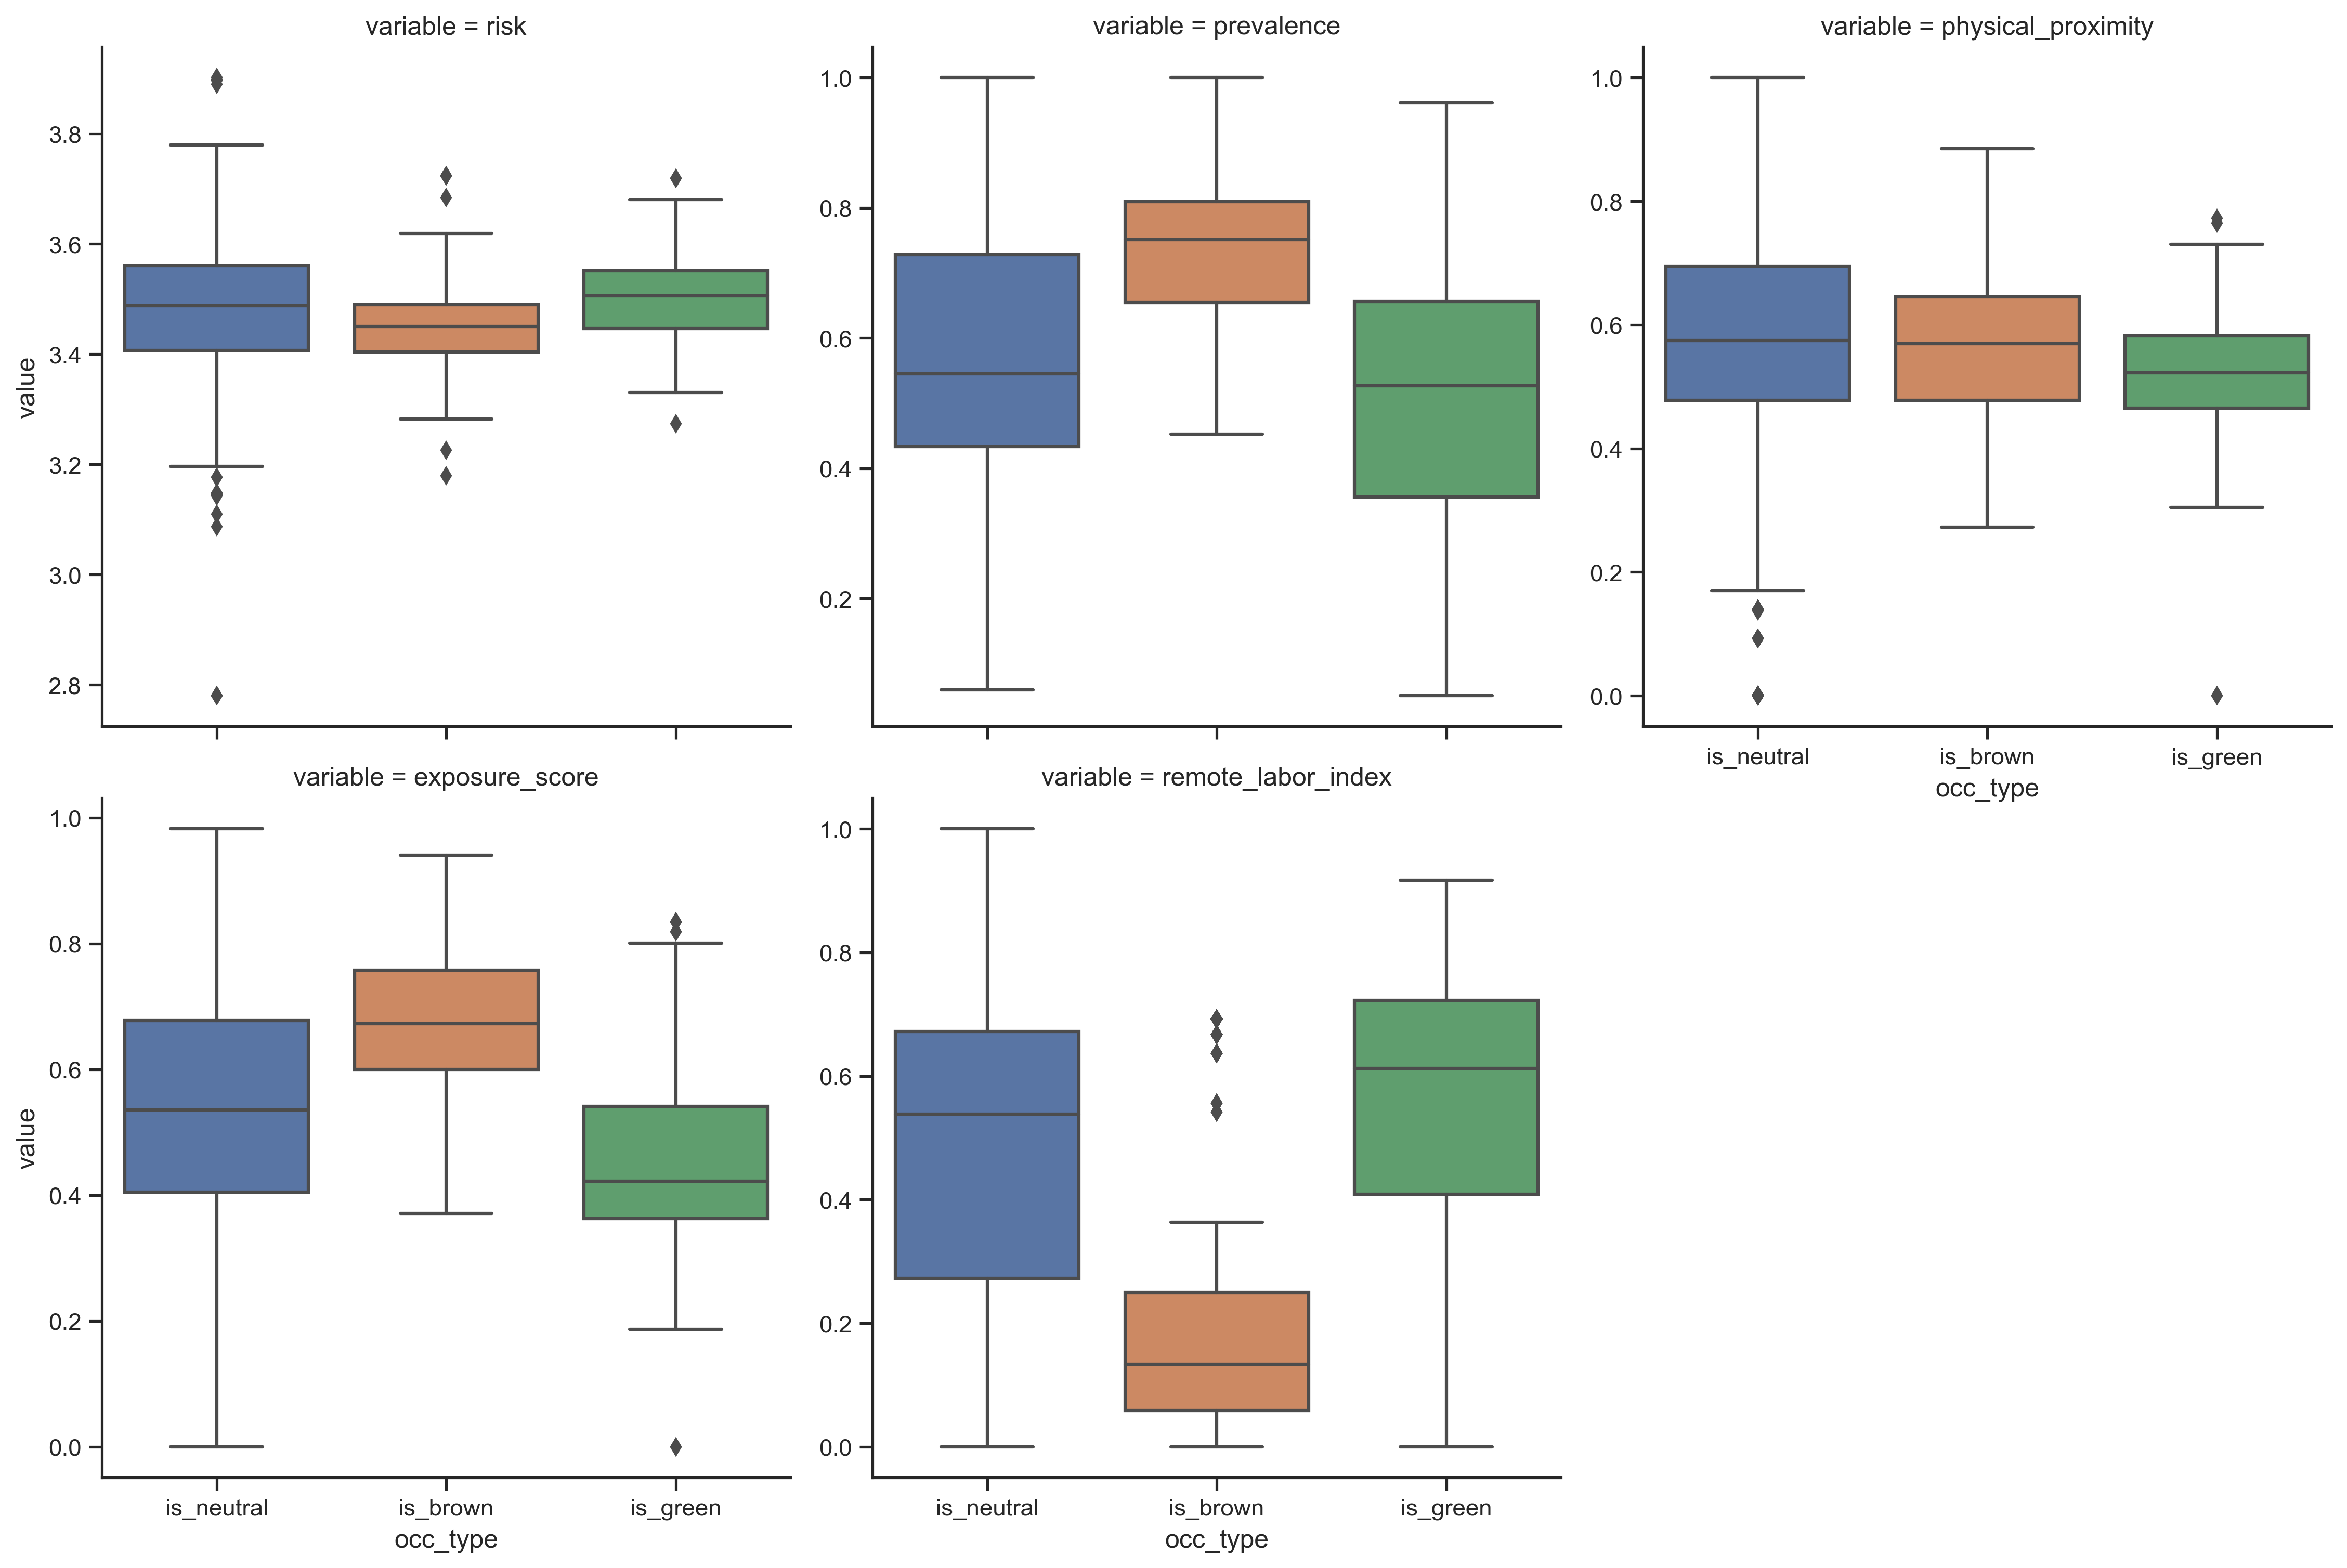 variable = risk
3.8
3.6
3.4
3.2
3.0
2.8
value
variable = prevalence
1.0
0.8
0.6
0.4
0.2
variable = physical_proximity
1.0
0.8
0.6
0.4
0.2
0.0
is_neutral is_brown is_green
occ_type
variable = exposure_score
1.0
0.8
0.6
0.4
0.2
0.0
value
is_neutral is_brown is_green
occ_type
variable = remote_labor_index
1.0
0.8
0.6
0.4
0.2
0.0
is_neutral is_brown is_green
occ_type